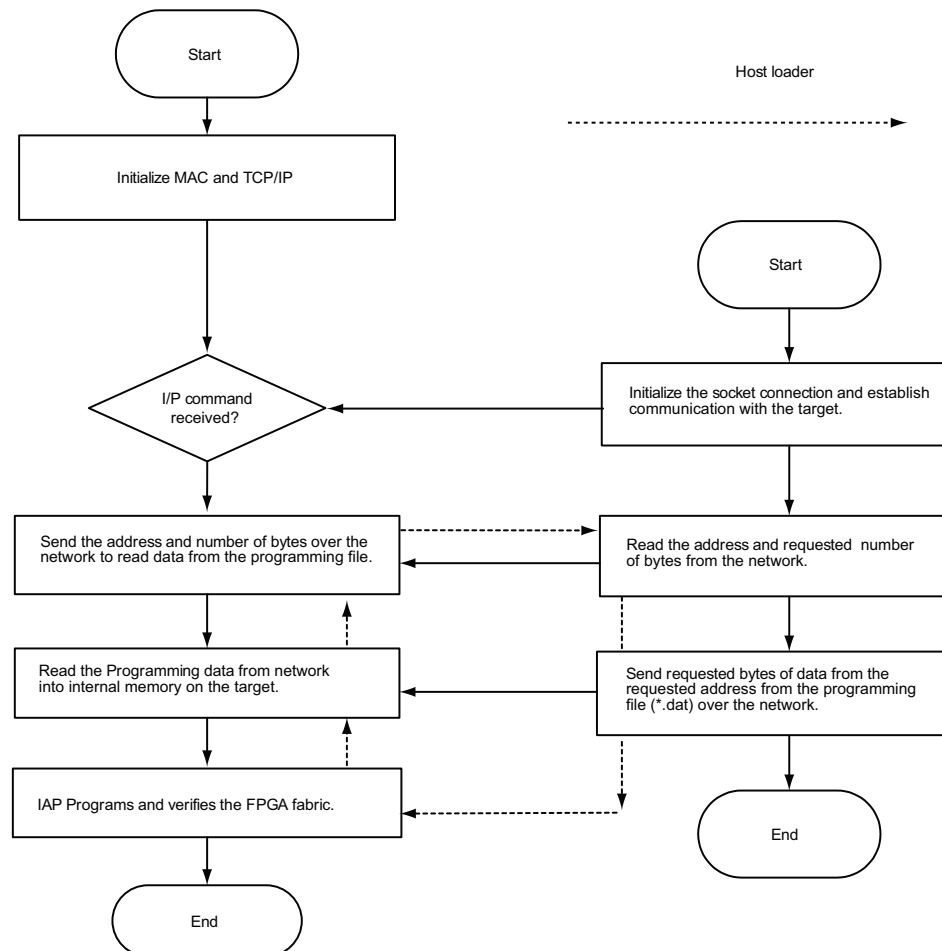 Start
Host loader
Initialize MAC and TCP/IP
Start
I/P command
received?
Initialize the socket connection and establish
communication with the target.
Send the address and number of bytes over the
network to read data from the programming file.
Read the address and requested number
of bytes from the network.
Read the Programming data from network
into internal memory on the target.
Send requested bytes of data from the
requested address from the programming
file (*.dat) over the network.
IAP Programs and verifies the FPGA fabric.
End
End